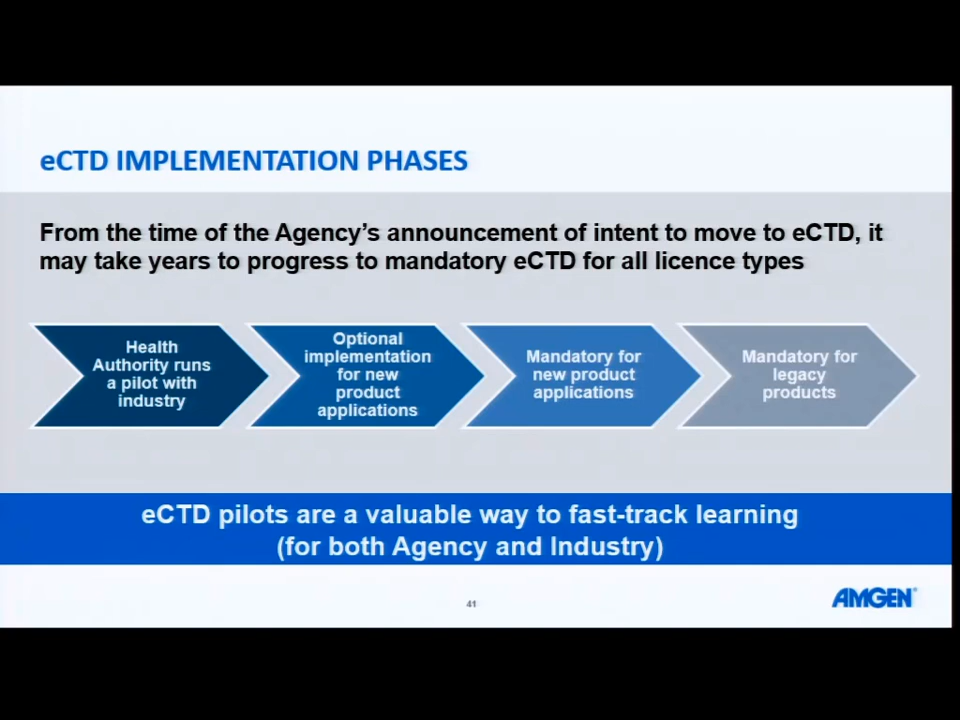 eCTD IMPLEMENTATION PHASES
From the time of the Agency’s announcement of intent to move to eCTD, it
may take years to progress to mandatory eCTD for all licence types
Health
Authority runs
a pilot with
industry
Optional
implementation
for new
product
applications
Mandatory for
new product
applications
Mandatory for
legacy
products
eCTD pilots are a valuable way to fast-track learning
(for both Agency and Industry)
41
AMGEN®